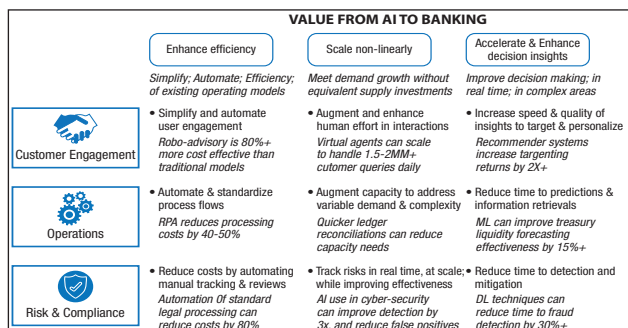 VALUE FROM AI TO BANKING
Enhance efficiency
Scale non-linearly
Accelerate & Enhance
decision insights
Simplify; Automate; Efficiency;
of existing operating models
Meet demand growth without
equivalent supply investments
Improve decision making; in
real time; in complex areas
Customer Engagement
• Simplify and automate
user engagement
Robo-advisory is 80%+
more cost effective than
traditional models
• Augment and enhance
human effort in interactions
Virtual agents can scale
to handle 1.5-2MM+
cutomer queries daily
• Increase speed & quality of
insights to target & personalize
Recommender systems
increase targenting
returns by 2X+
Operations
• Automate & standardize
process flows
RPA reduces processing
costs by 40-50%
• Augment capacity to address
variable demand & complexity
Quicker ledger
reconciliations can reduce
capacity needs
• Reduce time to predictions &
information retrievals
ML can improve treasury
liquidity forecasting
effectiveness by 15%+
Risk & Compliance
• Reduce costs by automating
manual tracking & reviews
Automation 0f standard
legal processing can
reduce costs by 80%
• Track risks in real time, at scale;
while improving effectiveness
AI use in cyber-security
can improve detection by
3x, and reduce false positives
• Reduce time to detection and
mitigation
DL techniques can
reduce time to fraud
detection by 30%+